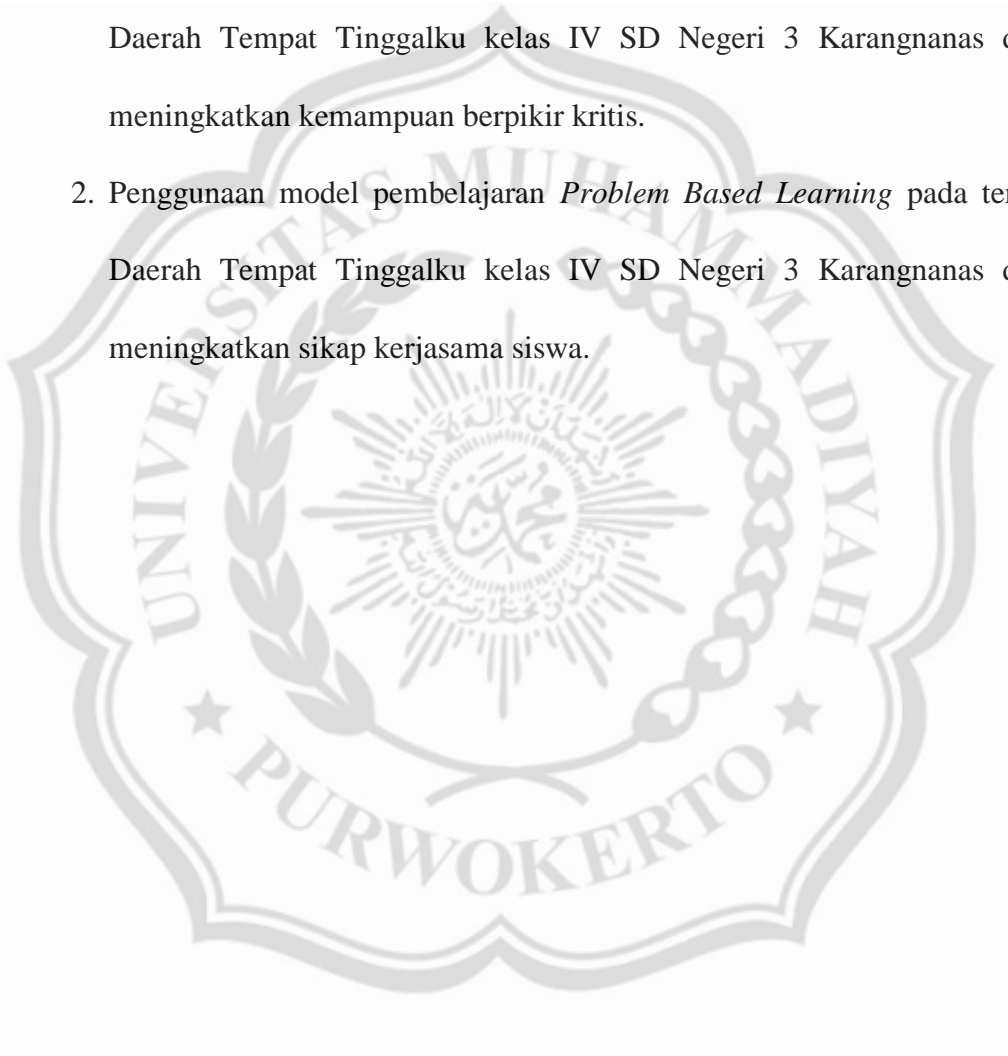 Daerah Tempat Tinggalku kelas IV SD Negeri 3 Karangnanas
meningkatkan kemampuan berpikir kritis.
2. Penggunaan model pembelajaran Problem Based Learning pada
Daerah Tempat Tinggalku kelas IV SD Negeri 3 Karangnanas
meningkatkan sikap kerjasama siswa.
UNIVERSITAS MUHAMMADIYAH
PURWOKERTO